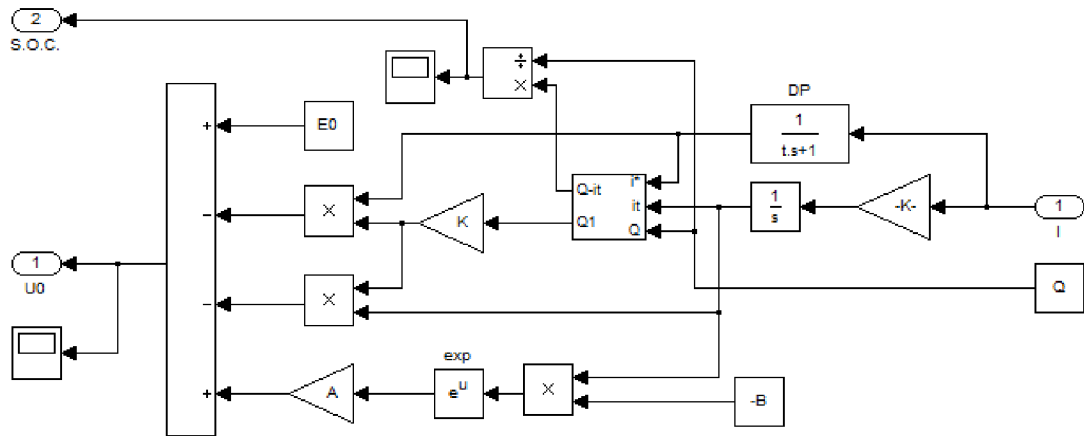 2
S.O.C.
÷
×
DP
1
t.s+1
+
E0
Q-it
i*
it
Q1
Q
1
s
-K-
1
I
−
×
K
1
U0
−
×
Q
exp
+
A
e^u
×
-B